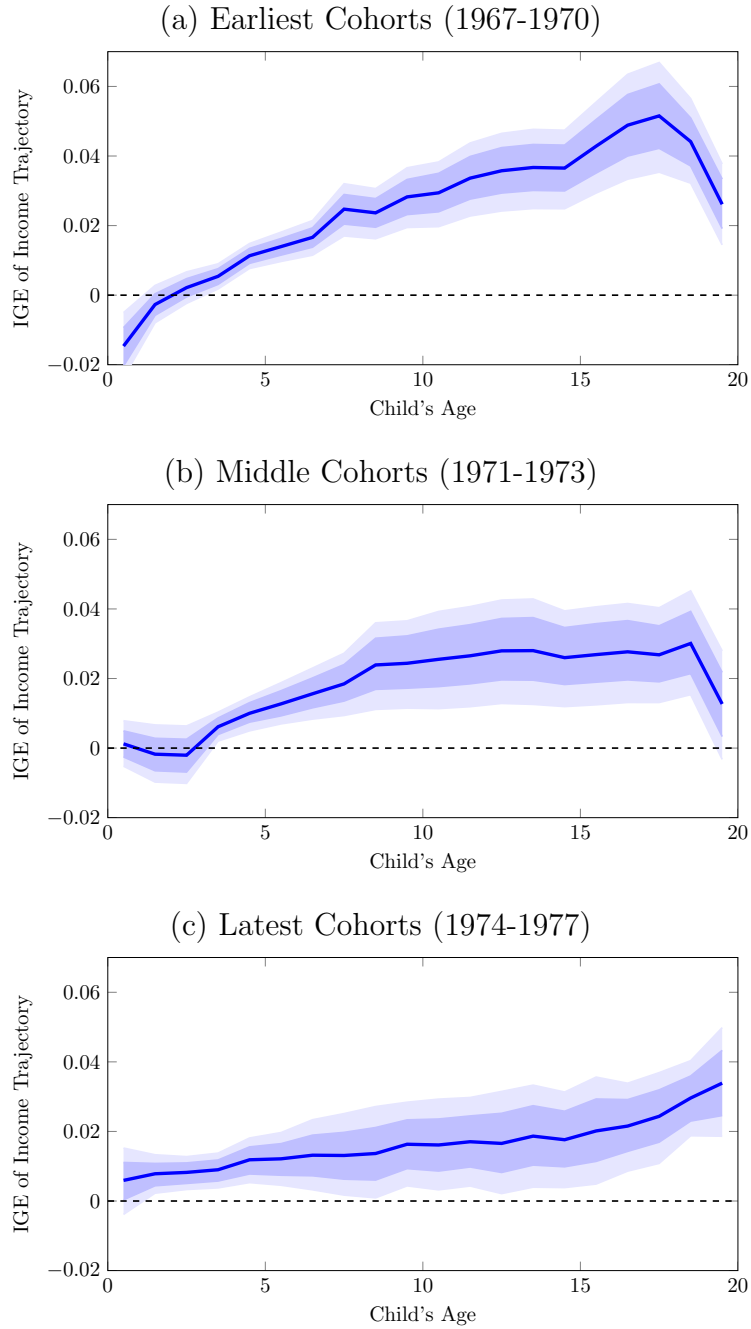 (a) Earliest Cohorts (1967-1970)
0.06
0.04
0.02
0
−0.02
IGE of Income Trajectory
0 5 10 15 20
Child's Age
(b) Middle Cohorts (1971-1973)
0.06
0.04
0.02
0
−0.02
IGE of Income Trajectory
0 5 10 15 20
Child's Age
(c) Latest Cohorts (1974-1977)
0.06
0.04
0.02
0
−0.02
IGE of Income Trajectory
0 5 10 15 20
Child's Age